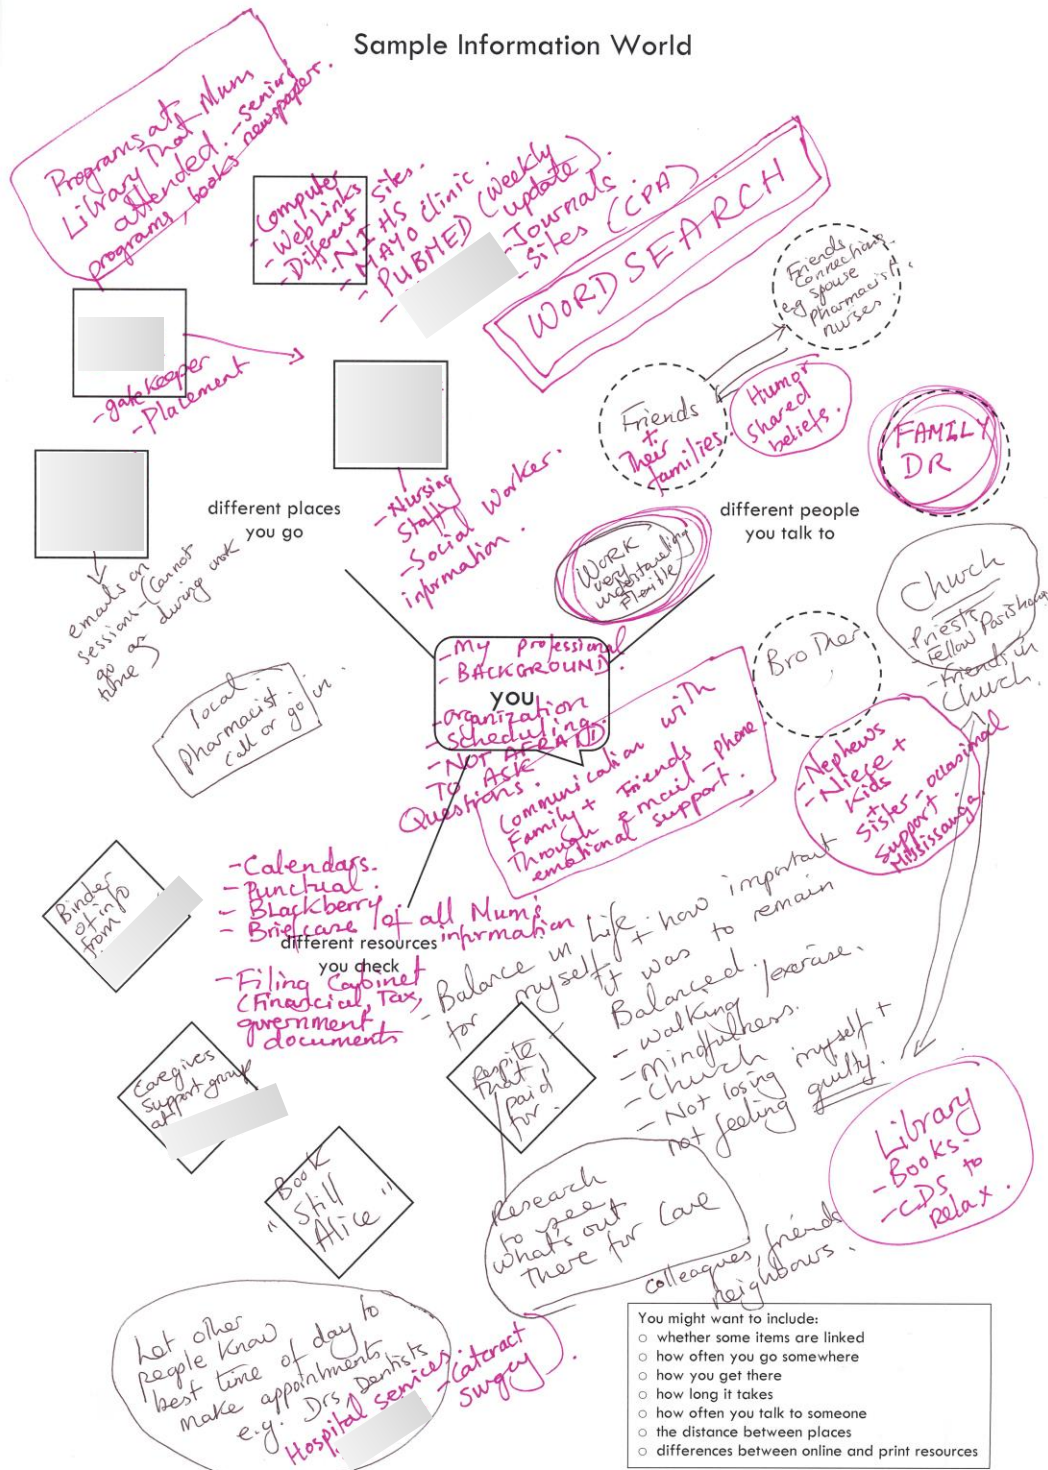 Sample Information World
Programs at
Library that Mum
attended. - seniors
programs, books newspapers.
- Computer
- Web Links
- Different Sites.
- NIHS
- MAYO Clinic
- PUBMED (Weekly
update).
- Journals.
- Sites (CPA).
WORDSEARCH
Friends
Connections
e.g spouse
pharmacist,
nurses.
- gatekeeper
- Placement
Friends
+
Their
families.
Humor
Shared
beliefs.
FAMILY
DR
- Nursing
Staff
- Social Worker.
information.
different places
you go
different people
you talk to
WORK
very
understanding
Flexible
Church
Priests
- Fellow Parishioners
- Friends in
Church.
emails on
sessions - (Cannot
go as during work
time)
local
Pharmacist
call or go in.
- My professional
- BACKGROUND.
you
- Organization
- Scheduling.
- NOT AFRAID
TO ASK
Questions.
Brother
Communication with
Family + Friends
Through email - phone.
emotional support.
- Nephews
- Niece +
Kids
+
Sister - occasional
Support
Mississauga.
Binder
of info
from
- Calendars.
- Punctual.
- Blackberry
- Briefcase of all Mum's
information
different resources
you check
- Filing Cabinet
(Financial, Tax,
government
documents
- Balance in Life + how important
for myself + it was to remain
Balanced.
- walking /exercise.
- mindfulness.
- Church
- Not losing myself +
not feeling guilty.
Caregivers
Support group
at
Respite
that I
paid
for.
Book
"Still
Alice"
Research
to see
what's out
there for Care
colleagues, friends
neighbours.
Library
- Books-
- CDS to
Relax.
Let other
people know
best time of day to
make appointments
e.g. Drs Dentists
Hospital services.
- Cataract
Surgery).
You might want to include:
○ whether some items are linked
○ how often you go somewhere
○ how you get there
○ how long it takes
○ how often you talk to someone
○ the distance between places
○ differences between online and print resources